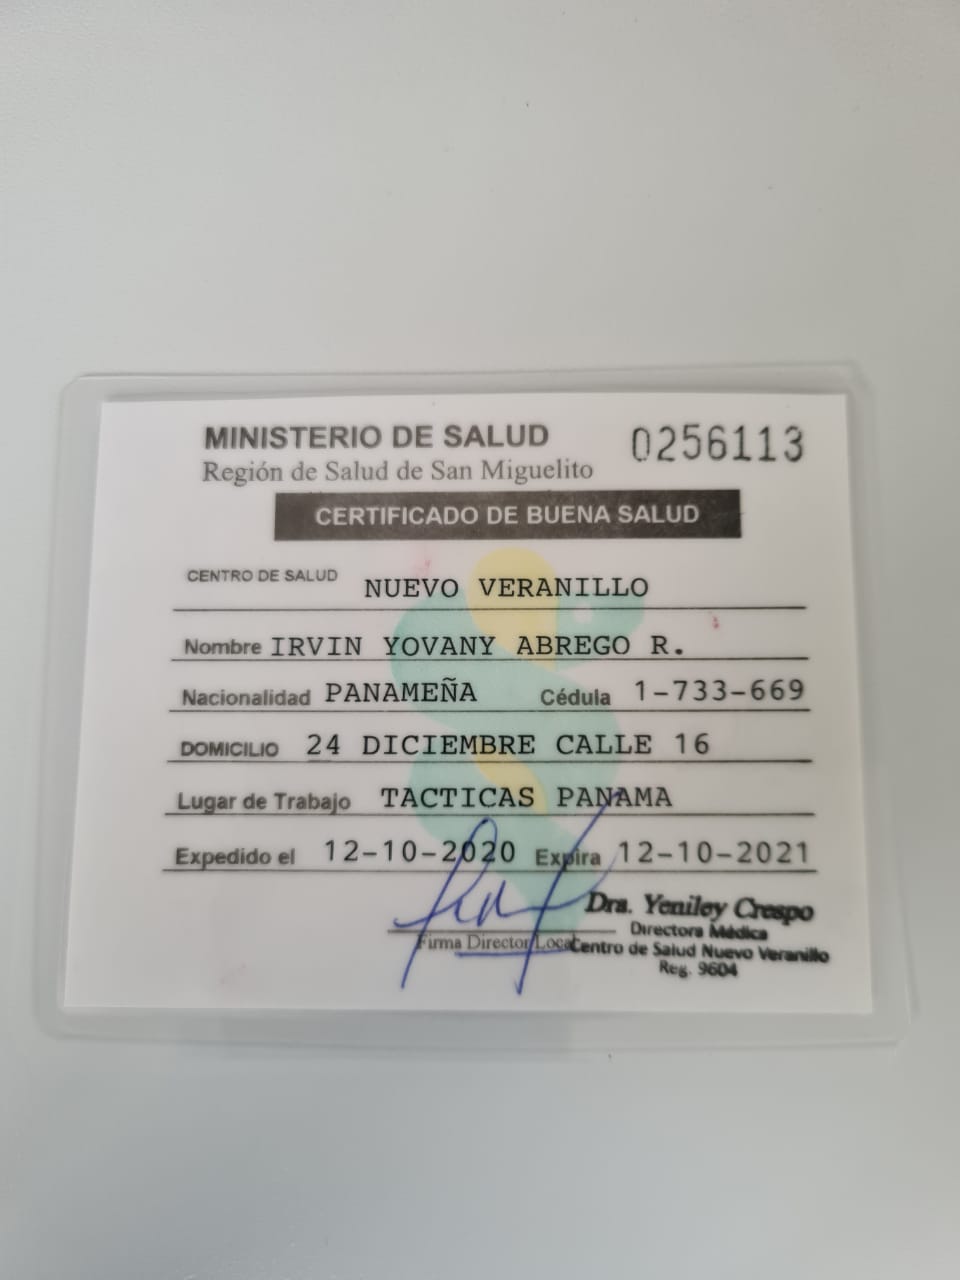 MINISTERIO DE SALUD 0256113
Región de Salud de San Miguelito
CERTIFICADO DE BUENA SALUD
CENTRO DE SALUD NUEVO VERANILLO
Nombre IRVIN YOVANY ABREGO R.
Nacionalidad PANAMEÑA Cédula 1-733-669
DOMICILIO 24 DICIEMBRE CALLE 16
Lugar de Trabajo TACTICAS PANAMA
Expedido el 12-10-2020 Expira 12-10-2021
Dra. Yeniley Crespo
Directora Médica
Firma Director Local Centro de Salud Nuevo Veranillo
Reg. 9604